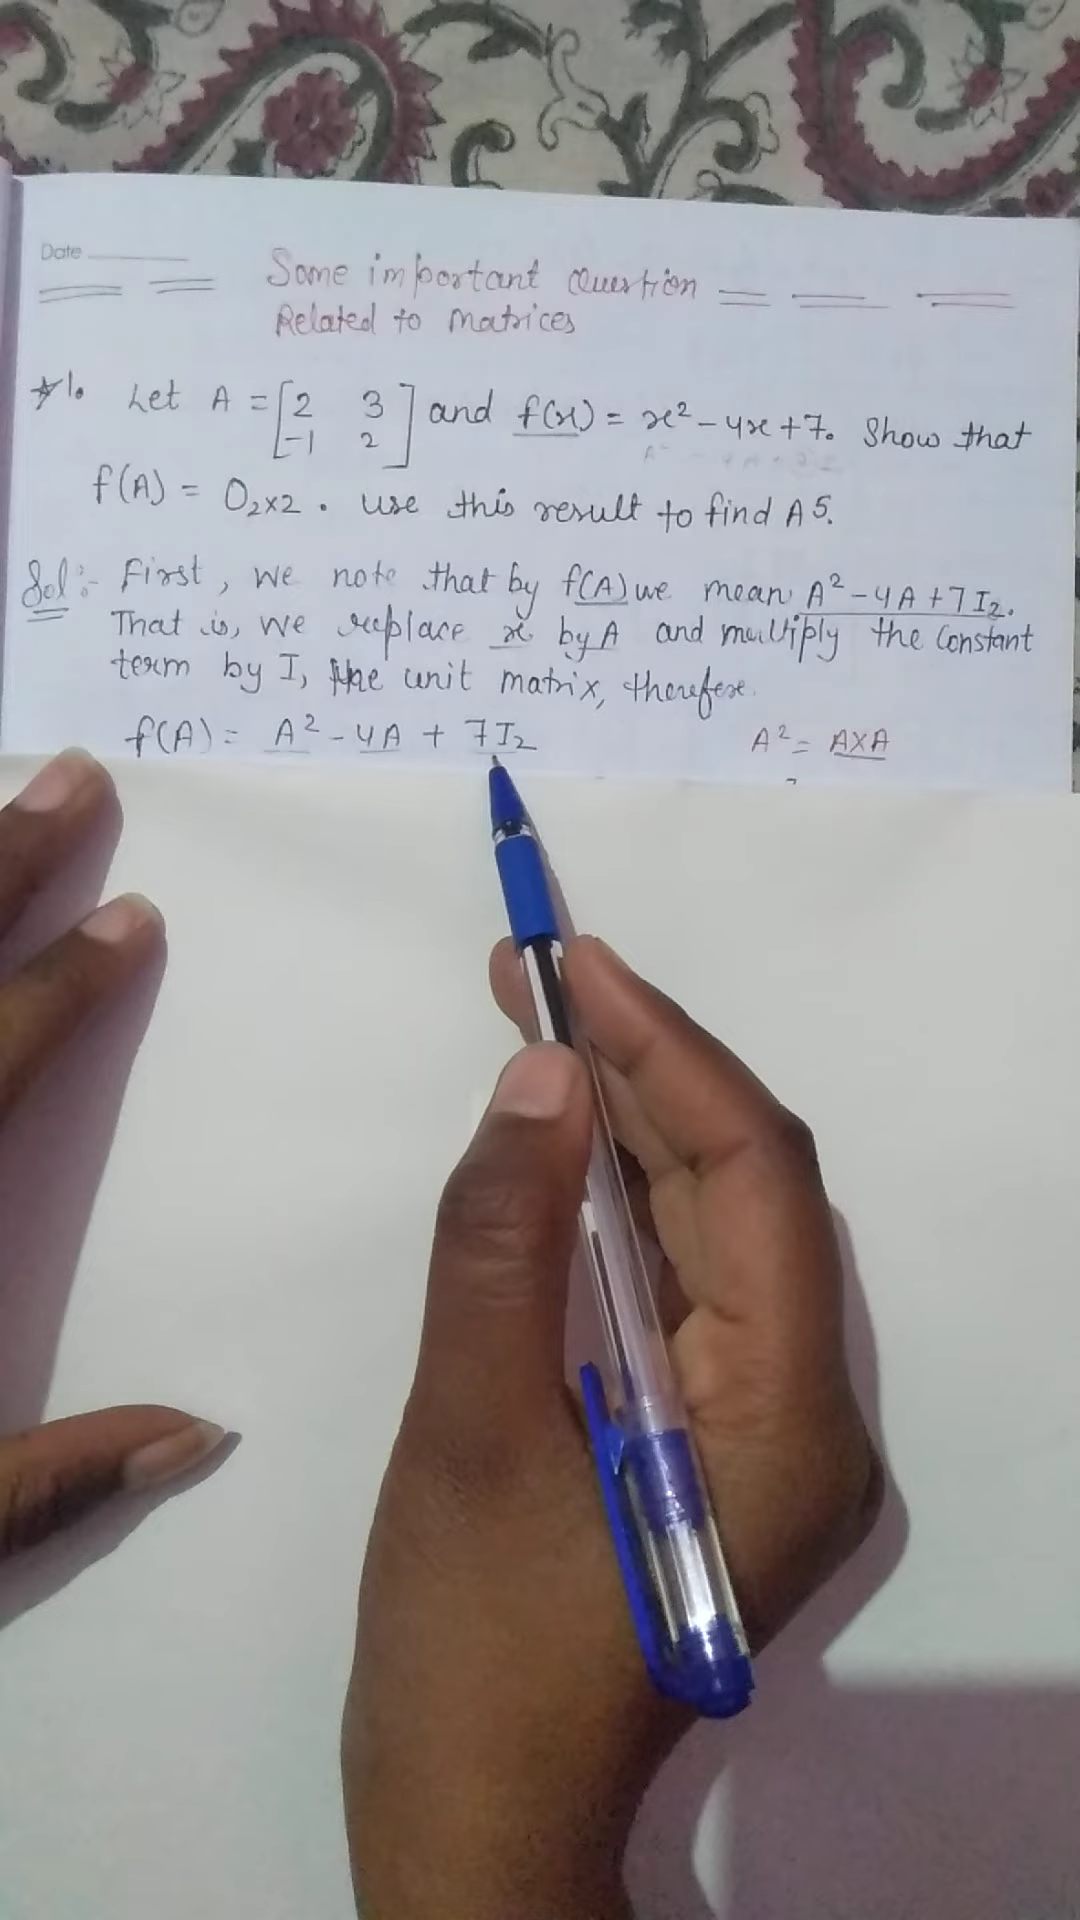 Date
Some important Question
Related to Matrices
1. Let A = [2 3] and f(x) = x² - 4x + 7. Show that
[-1 2]
f(A) = O₂ₓ₂. use this result to find A⁵.
Sol:- First, we note that by f(A) we mean A² - 4A + 7I₂.
That is, we replace x by A and multiply the constant
term by I, the unit matrix, therefore.
f(A) = A² - 4A + 7I₂ A² = A×A